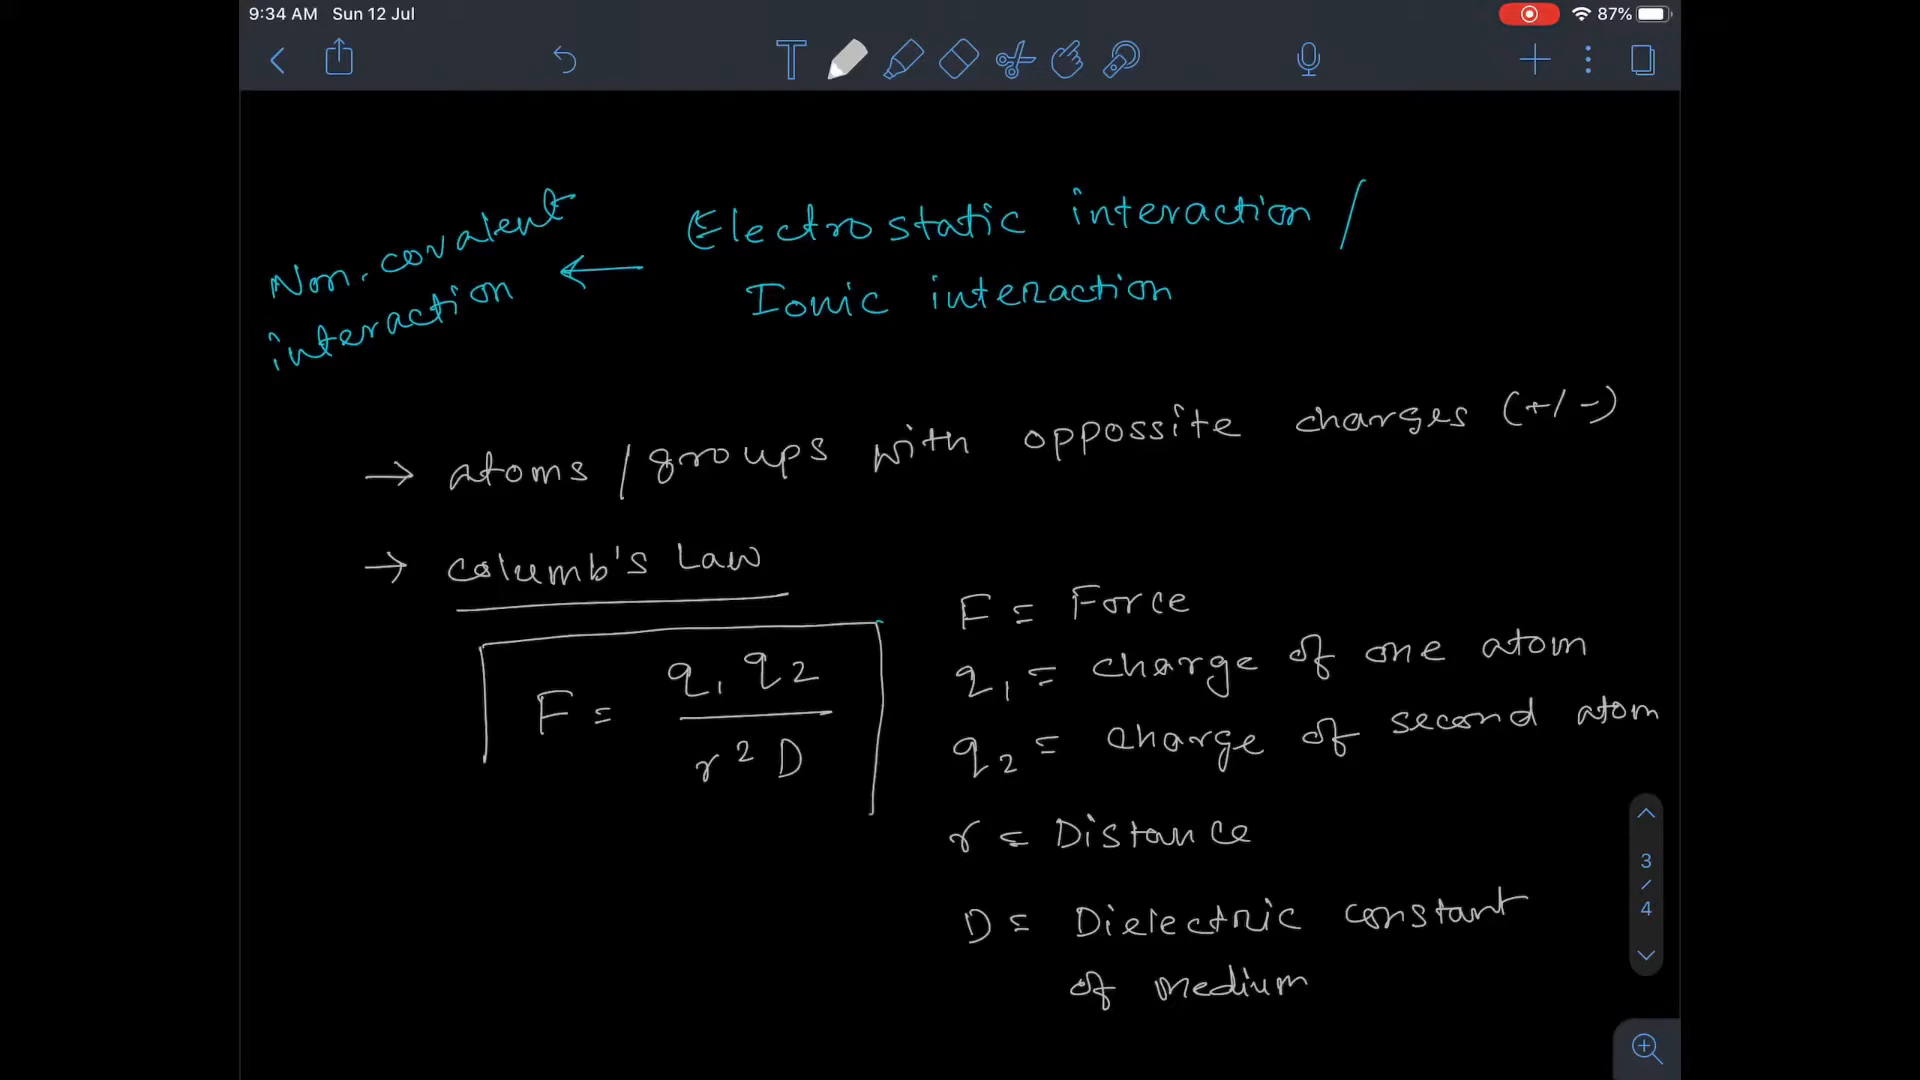 9:34 AM Sun 12 Jul
87%
Non-covalent
interaction
← Electrostatic interaction /
Ionic interaction
→ atoms / groups with oppossite charges (+/-)
→ columb's Law
F = q1 q2
r2 D
F = Force
q1 = charge of one atom
q2 = charge of second atom
r = Distance
D = Dielectric constant
of medium
3
/
4